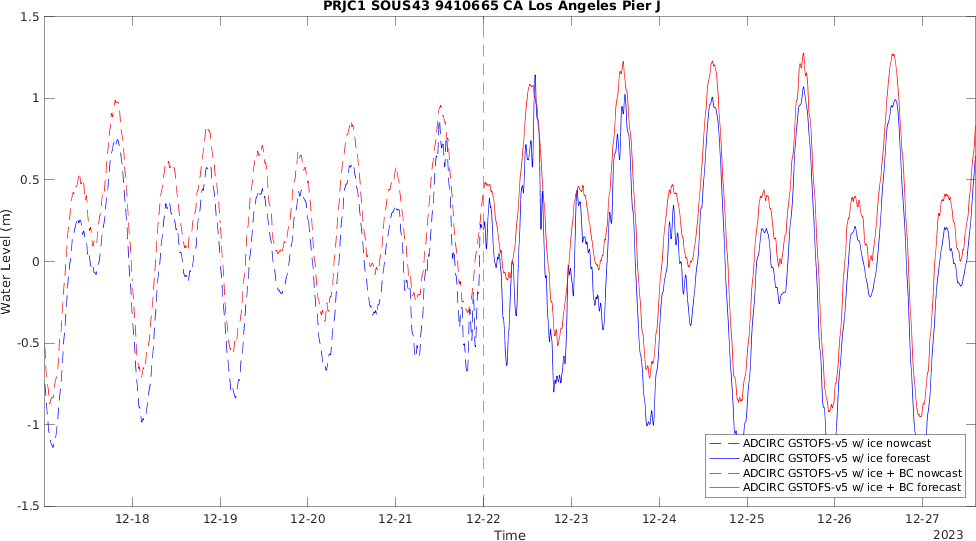 PRJC1 SOUS43 9410665 CA Los Angeles Pier J
1.5
1
0.5
0
-0.5
-1
-1.5
Water Level (m)
ADCIRC GSTOFS-v5 w/ ice nowcast
ADCIRC GSTOFS-v5 w/ ice forecast
ADCIRC GSTOFS-v5 w/ ice + BC nowcast
ADCIRC GSTOFS-v5 w/ ice + BC forecast
12-18 12-19 12-20 12-21 12-22 12-23 12-24 12-25 12-26 12-27
Time
2023